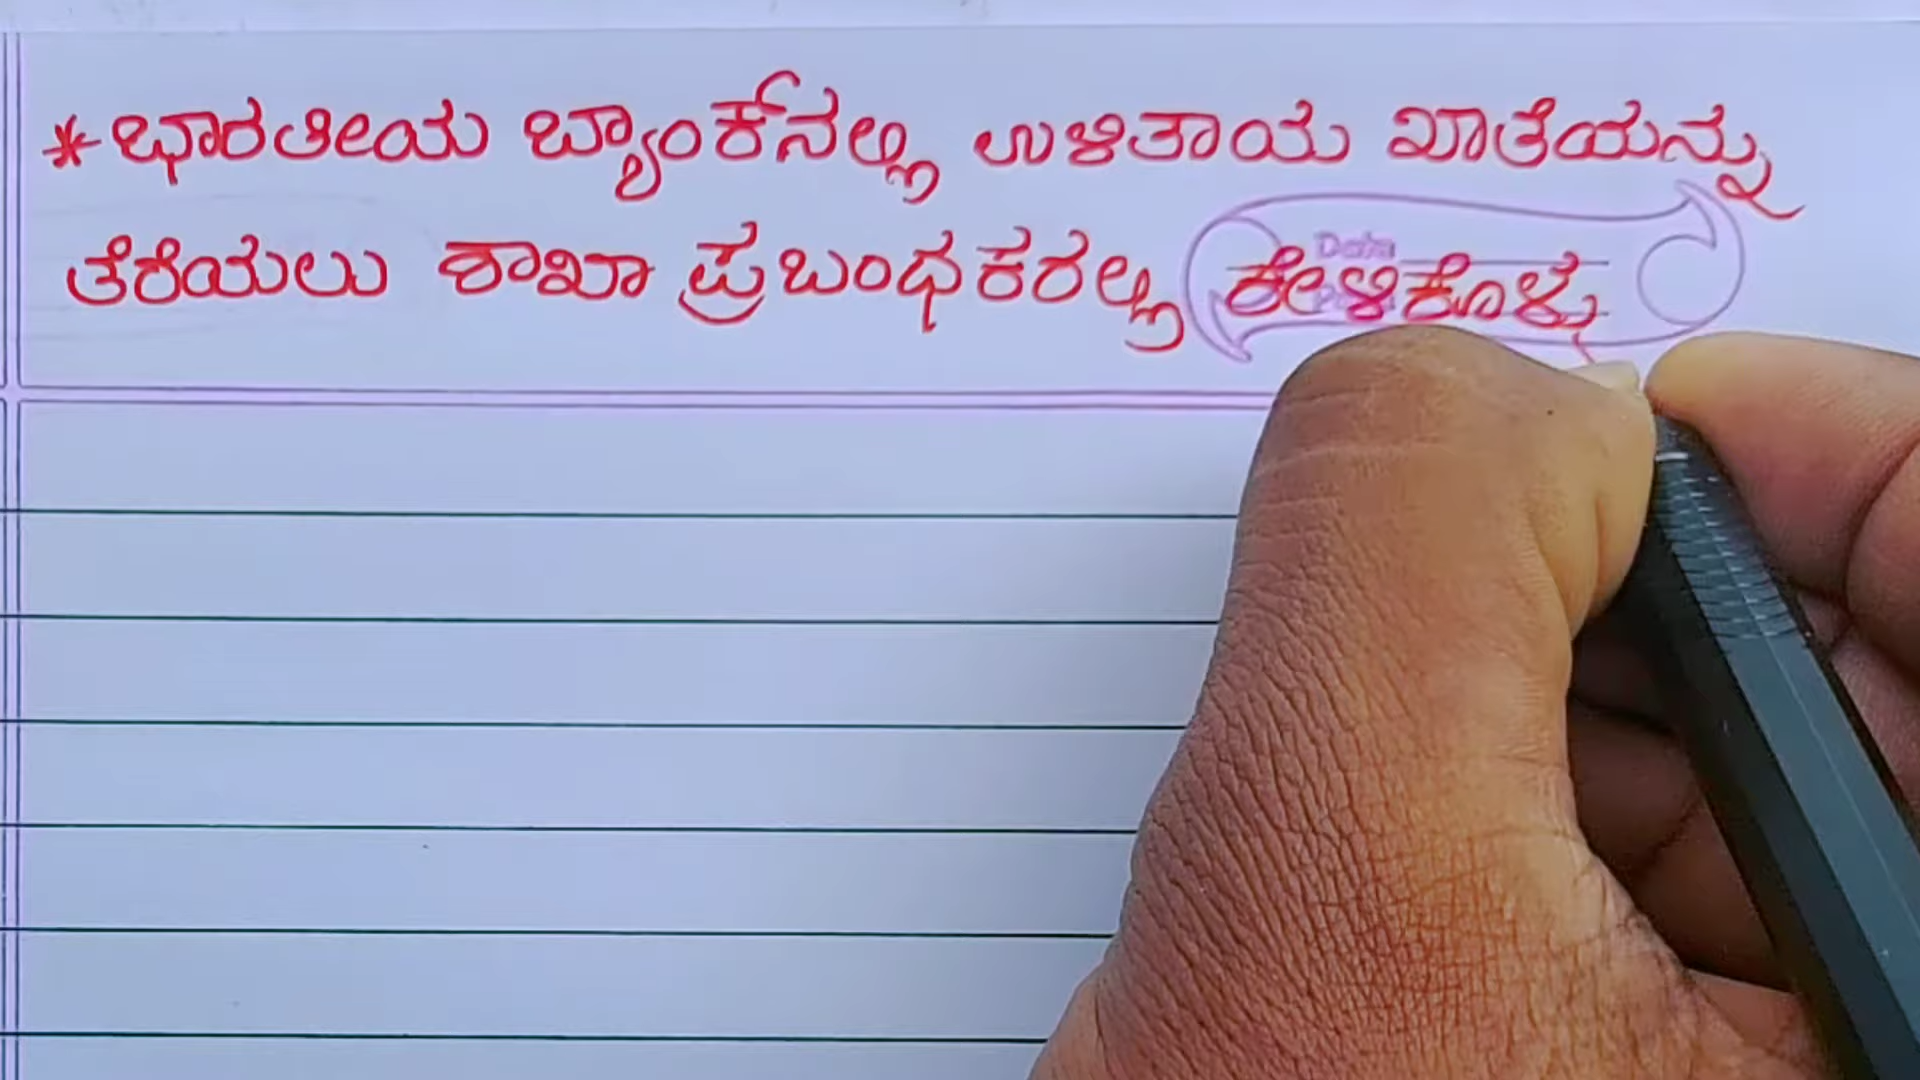 * ಭಾರತೀಯ ಬ್ಯಾಂಕ್‌ನಲ್ಲಿ ಉಳಿತಾಯ ಖಾತೆಯನ್ನು
ತೆರೆಯಲು ಶಾಖಾ ಪ್ರಬಂಧಕರಲ್ಲಿ ಕೇಳಿಕೊಳ್ಳು